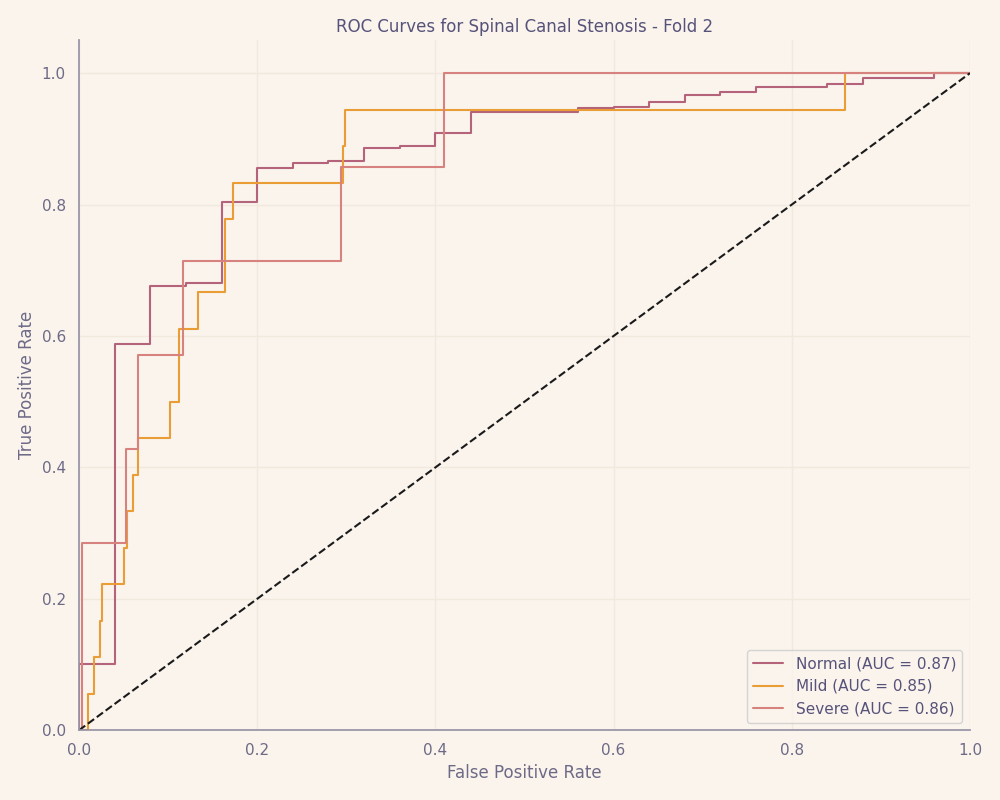 ROC Curves for Spinal Canal Stenosis - Fold 2
True Positive Rate
1.0
0.8
0.6
0.4
0.2
0.0
0.0 0.2 0.4 0.6 0.8 1.0
False Positive Rate
Normal (AUC = 0.87)
Mild (AUC = 0.85)
Severe (AUC = 0.86)